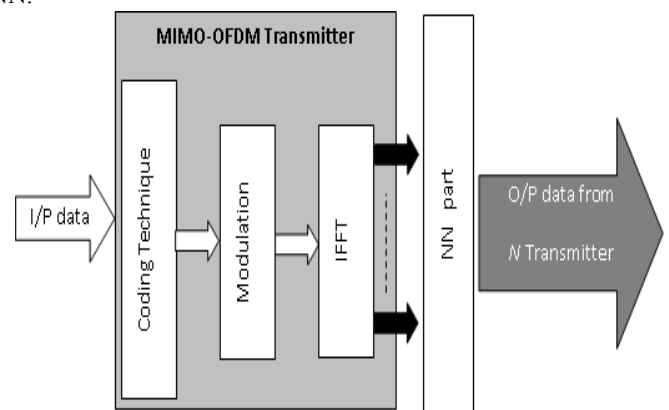 NN.
MIMO-OFDM Transmitter
I/P data
Coding Technique
Modulation
IFFT
NN part
O/P data from
N Transmitter